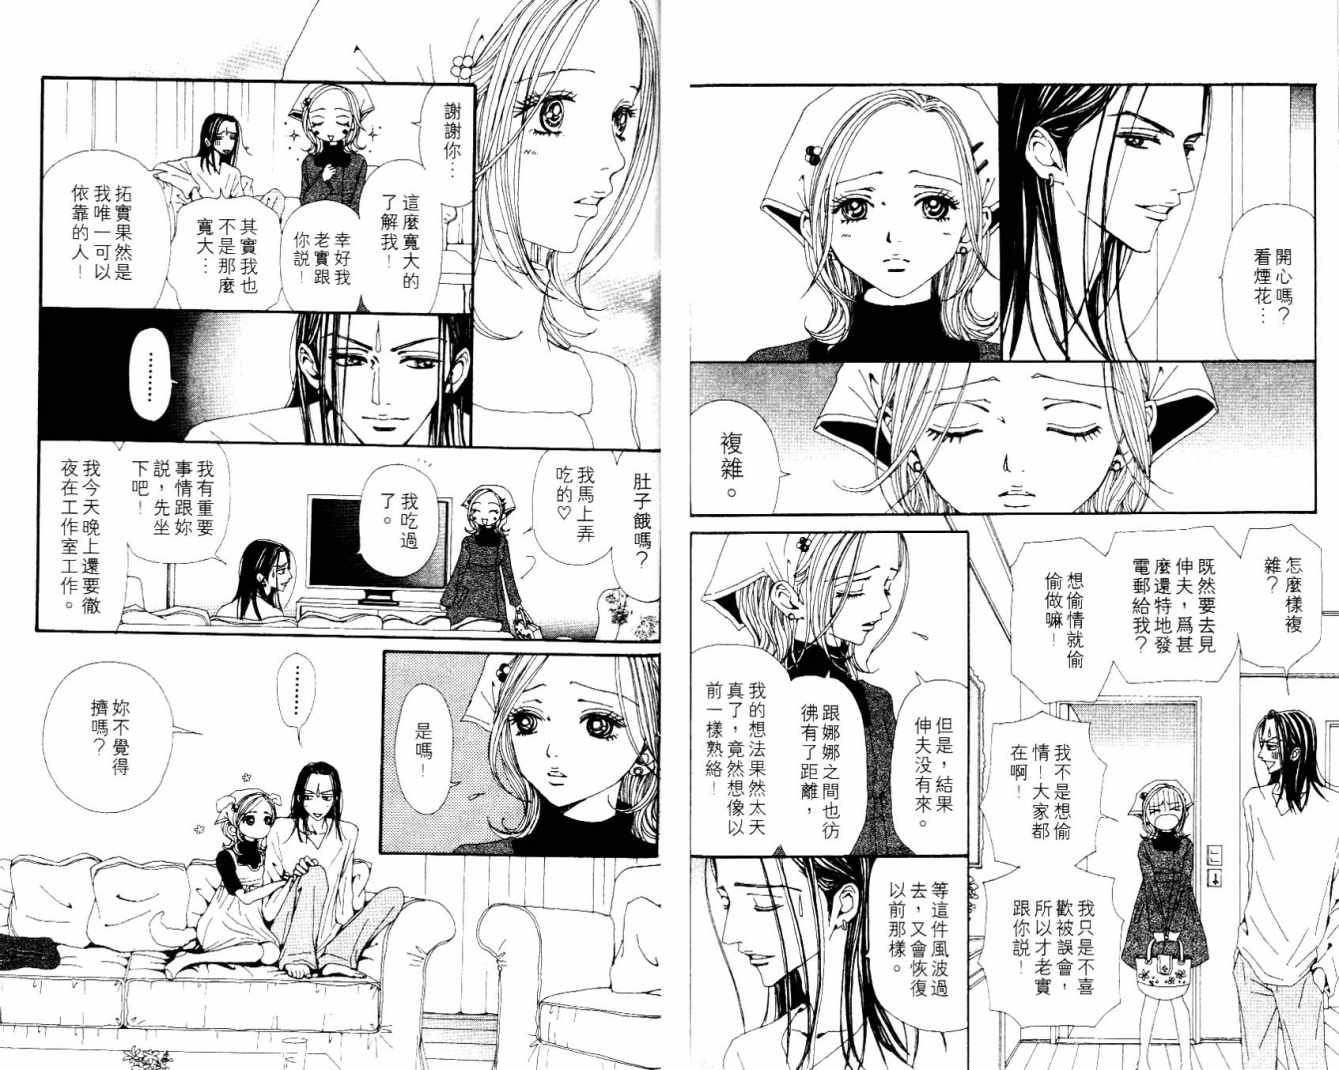 開心嗎？
看煙花…
複雜。
怎麼樣複
雜？
既然要去見
伸夫，爲甚
麼還特地發
電郵給我？
想偷情就偷
偷做嘛！
我不是想偷
情！大家都
在啊！
我只是不喜
歡被誤會，
所以才老實
跟你說！
但是，結果
伸夫没有來。
跟娜娜之間也彷
彿有了距離，
我的想法果然太天
真了，竟然想像以
前一樣熟絡！
等這件風波過
去，又會恢復
以前那樣。
謝謝你…
這麼寬大的
了解我！
幸好我
老實跟
你説！
其實我也
不是那麼
寬大…
拓實果然是
我唯一可以
依靠的人！
………
肚子餓嗎？
我馬上弄
吃的♡
我吃過
了。
我有重要
事情跟妳
説，先坐
下吧！
我今天晚上還要徹
夜在工作室工作。
是嗎！
………
妳不覺得
擠嗎？